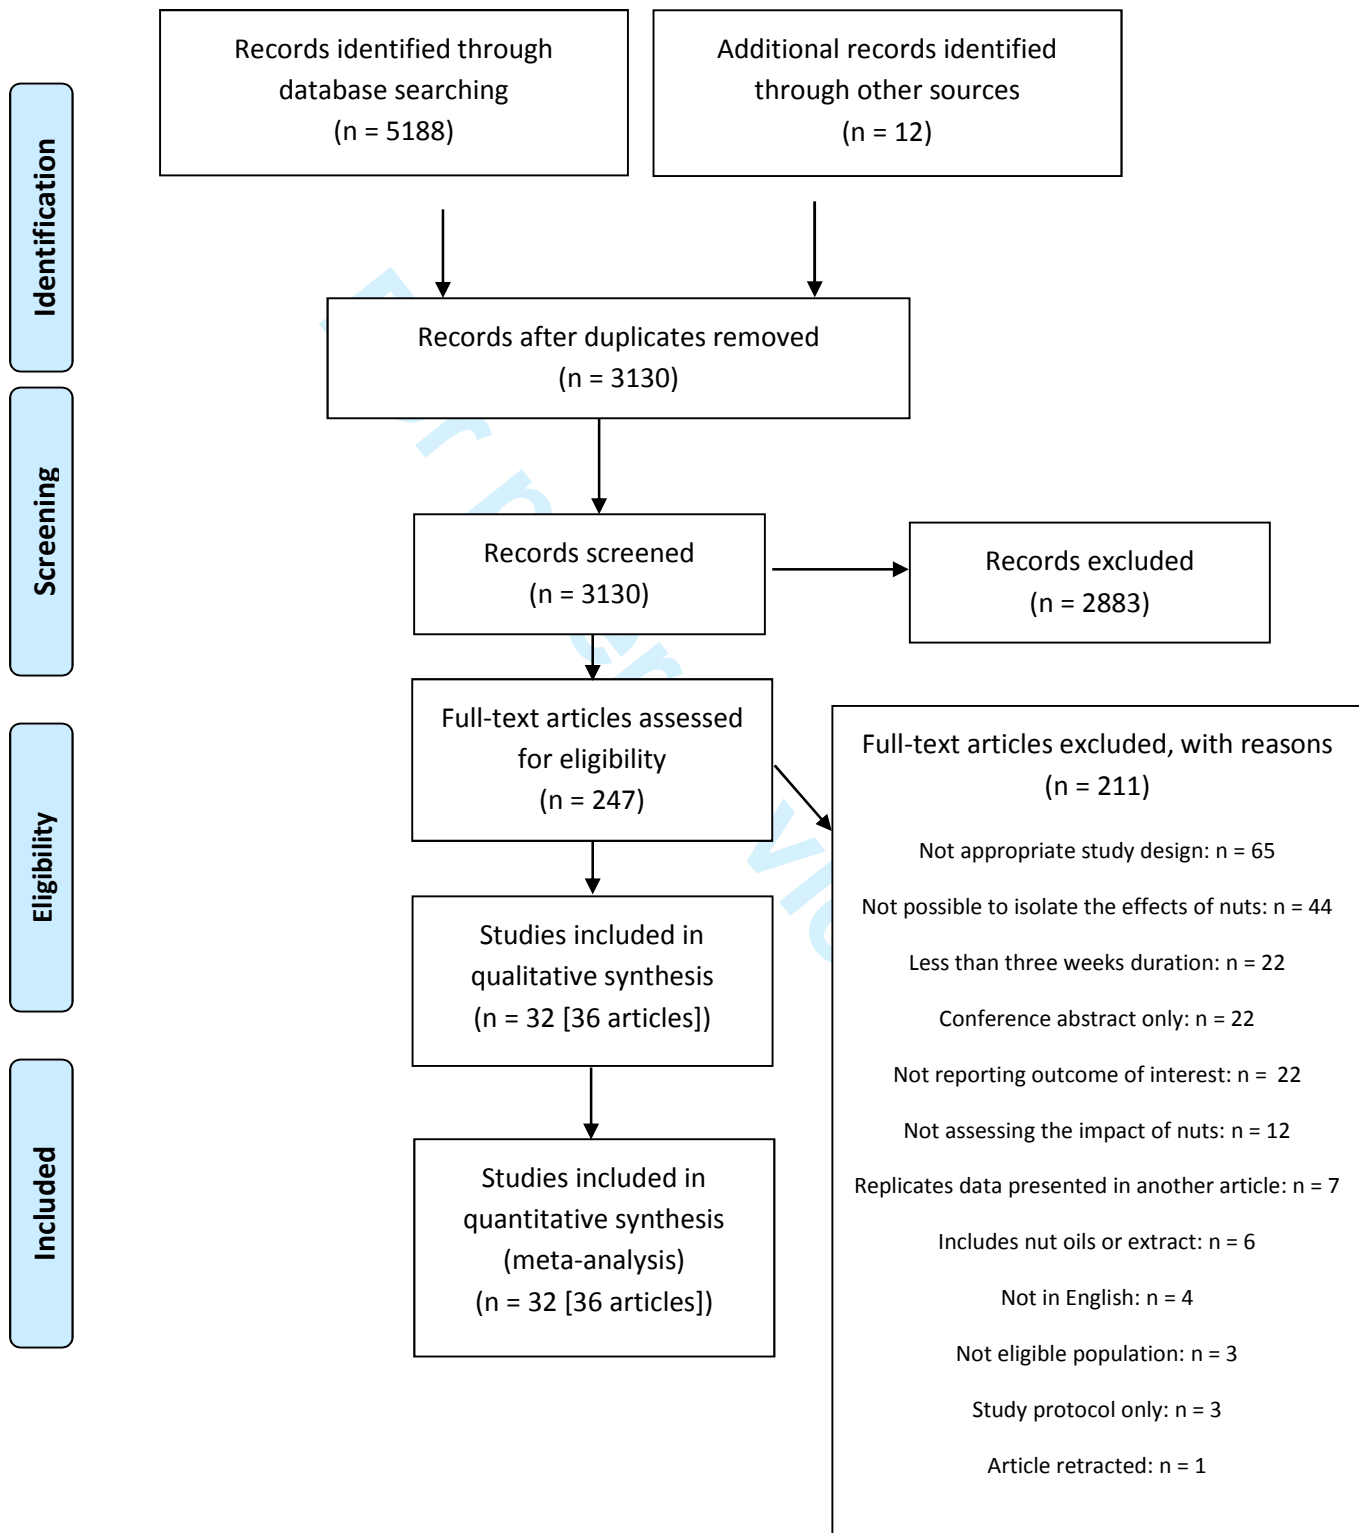 Records identified through
database searching
(n = 5188)
Additional records identified
through other sources
(n = 12)
Identification
Records after duplicates removed
(n = 3130)
Screening
Records screened
(n = 3130)
Records excluded
(n = 2883)
Full-text articles assessed
for eligibility
(n = 247)
Full-text articles excluded, with reasons
(n = 211)
Not appropriate study design: n = 65
Not possible to isolate the effects of nuts: n = 44
Less than three weeks duration: n = 22
Conference abstract only: n = 22
Not reporting outcome of interest: n =  22
Not assessing the impact of nuts: n = 12
Replicates data presented in another article: n = 7
Includes nut oils or extract: n = 6
Not in English: n = 4
Not eligible population: n = 3
Study protocol only: n = 3
Article retracted: n = 1
Eligibility
Studies included in
qualitative synthesis
(n = 32 [36 articles])
Included
Studies included in
quantitative synthesis
(meta-analysis)
(n = 32 [36 articles])